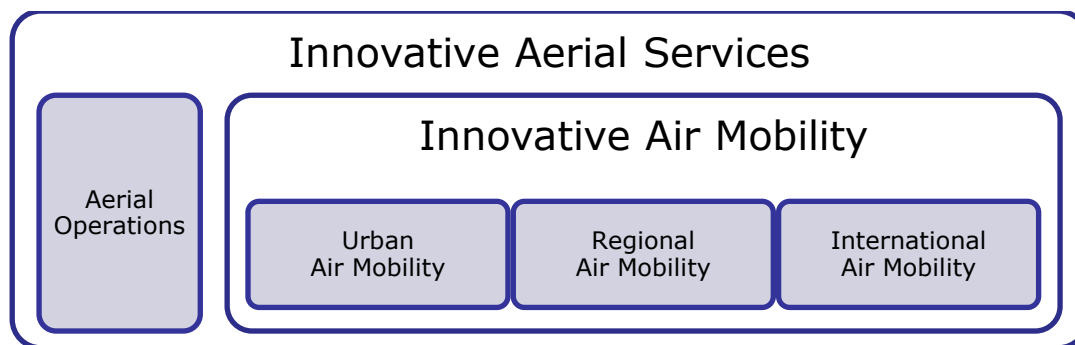 Innovative Aerial Services
Innovative Air Mobility
Aerial
Operations
Urban
Air Mobility
Regional
Air Mobility
International
Air Mobility